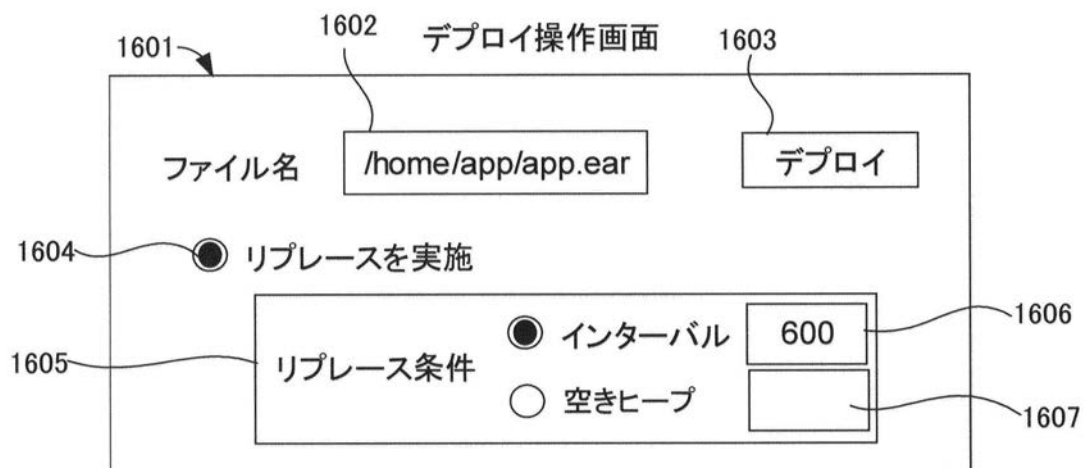 1602
デプロイ操作画面
1603
1601
ファイル名
/home/app/app.ear
デプロイ
1604
リプレースを実施
1605
リプレース条件
インターバル
600
1606
空きヒープ
1607